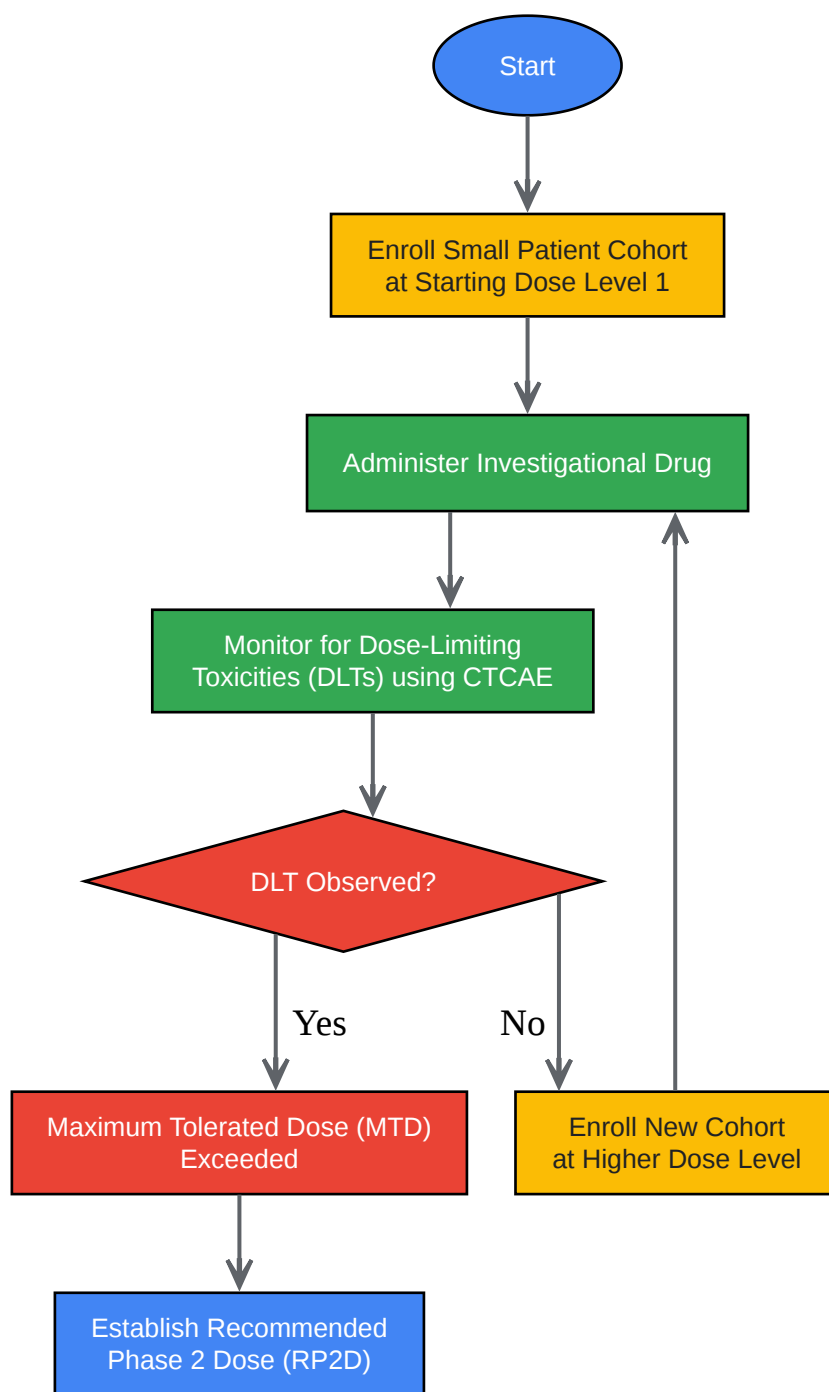 Start
Enroll Small Patient Cohort
at Starting Dose Level 1
Administer Investigational Drug
Monitor for Dose-Limiting
Toxicities (DLTs) using CTCAE
DLT Observed?
Yes
No
Maximum Tolerated Dose (MTD)
Exceeded
Enroll New Cohort
at Higher Dose Level
Establish Recommended
Phase 2 Dose (RP2D)